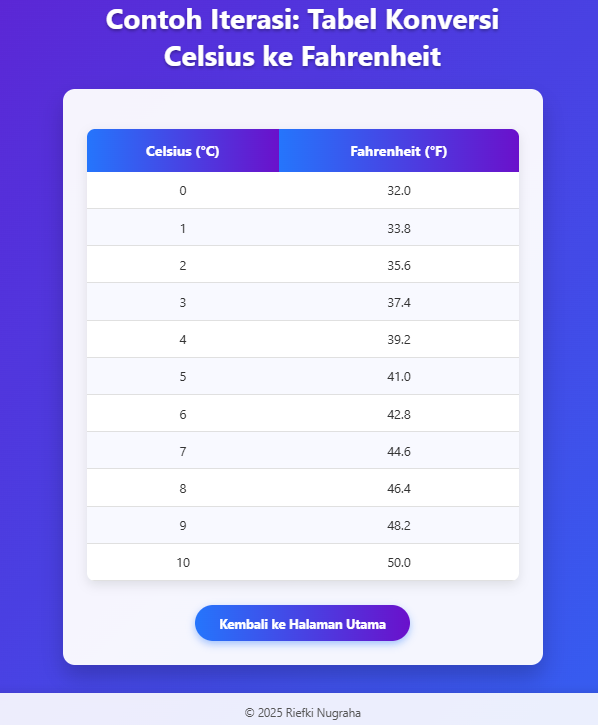 Contoh Iterasi: Tabel Konversi
Celsius ke Fahrenheit
Celsius (°C) Fahrenheit (°F)
0 32.0
1 33.8
2 35.6
3 37.4
4 39.2
5 41.0
6 42.8
7 44.6
8 46.4
9 48.2
10 50.0
Kembali ke Halaman Utama
© 2025 Riefki Nugraha